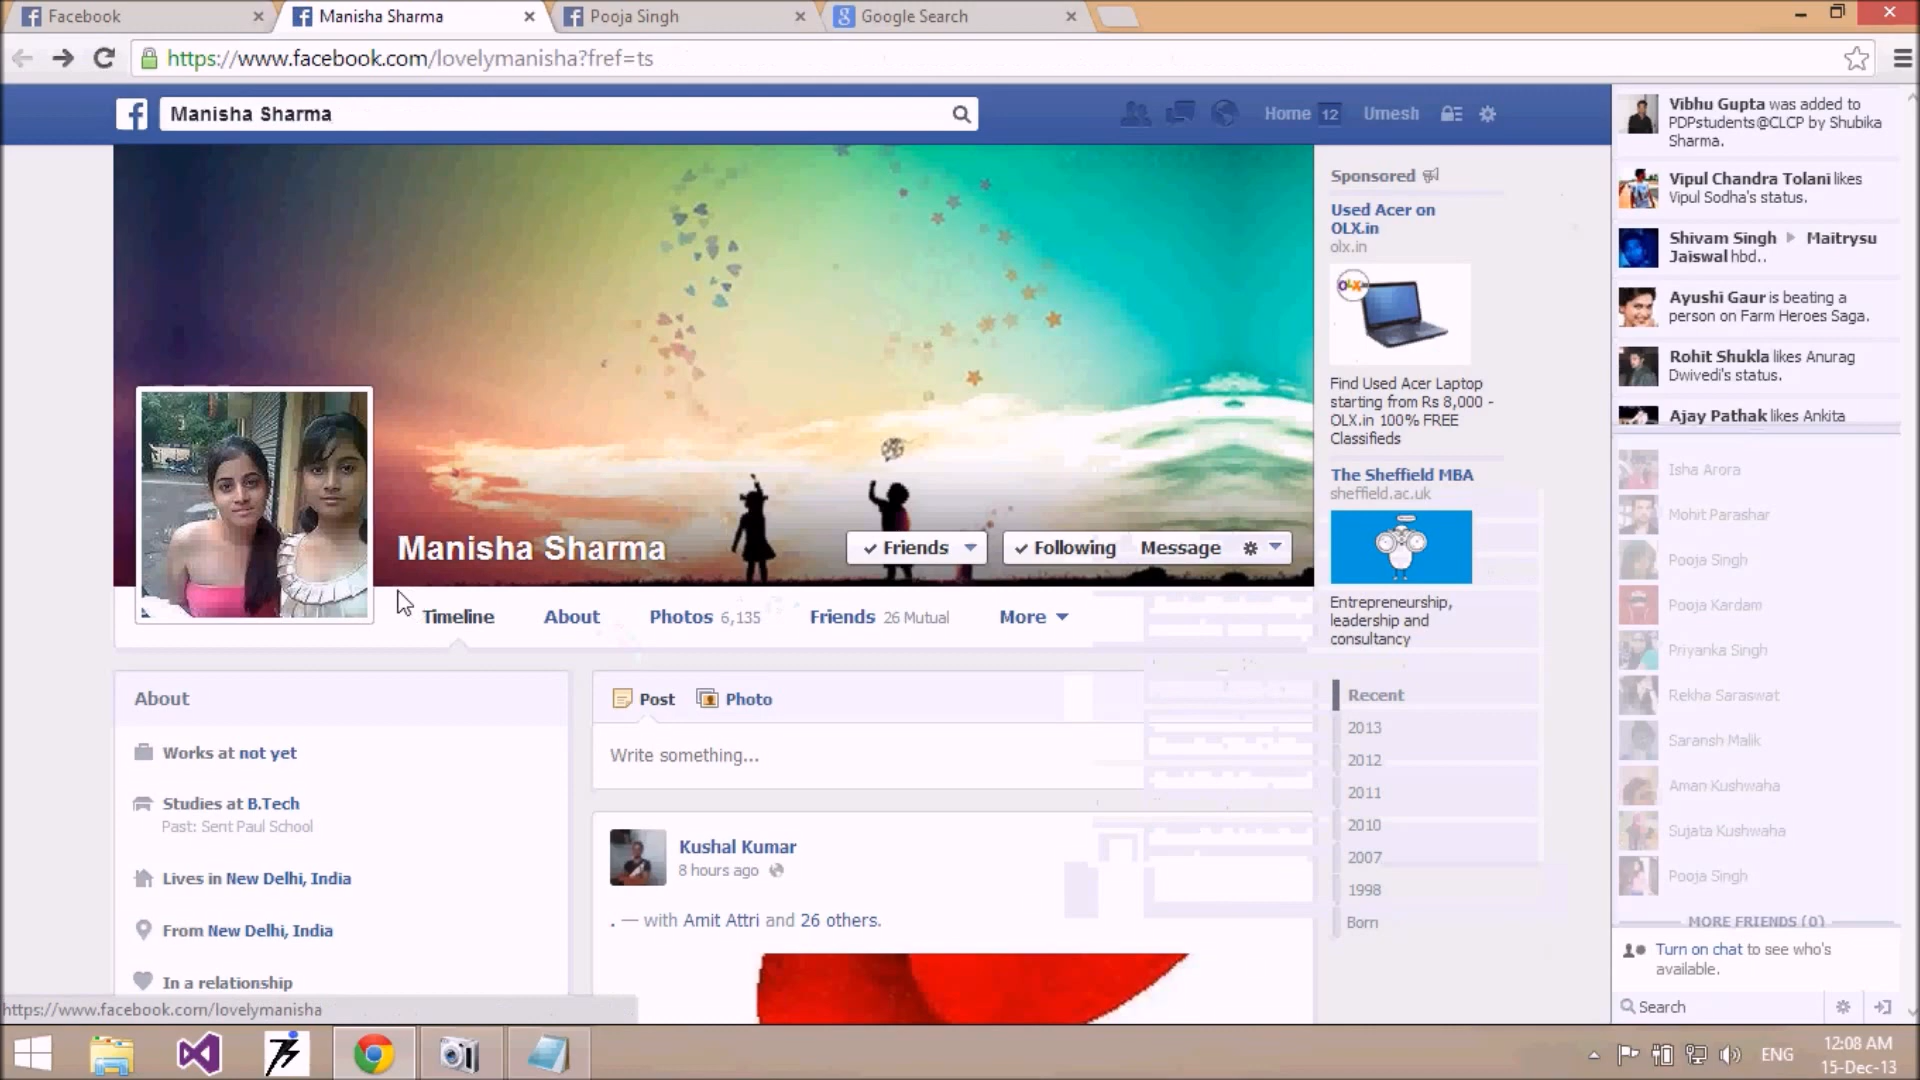 Facebook
Manisha Sharma
Pooja Singh
Google Search
https://www.facebook.com/lovelymanisha?fref=ts
Manisha Sharma
Home 12
Umesh
Manisha Sharma
Friends
Following
Message
Timeline
About
Photos 6,135
Friends 26 Mutual
More
About
Works at not yet
Studies at B.Tech
Past: Sent Paul School
Lives in New Delhi, India
From New Delhi, India
In a relationship
https://www.facebook.com/lovelymanisha
Post
Photo
Write something...
Kushal Kumar
8 hours ago
. — with Amit Attri and 26 others.
Sponsored
Used Acer on
OLX.in
olx.in
OLX
Find Used Acer Laptop
starting from Rs 8,000 -
OLX.in 100% FREE
Classifieds
The Sheffield MBA
sheffield.ac.uk
Entrepreneurship,
leadership and
consultancy
Recent
2013
2012
2011
2010
2007
1998
Born
Vibhu Gupta was added to
PDPstudents@CLCP by Shubika
Sharma.
Vipul Chandra Tolani likes
Vipul Sodha's status.
Shivam Singh ▶ Maitrysu
Jaiswal hbd..
Ayushi Gaur is beating a
person on Farm Heroes Saga.
Rohit Shukla likes Anurag
Dwivedi's status.
Ajay Pathak likes Ankita
Isha Arora
Mohit Parashar
Pooja Singh
Pooja Kardam
Priyanka Singh
Rekha Saraswat
Saransh Malik
Aman Kushwaha
Sujata Kushwaha
Pooja Singh
MORE FRIENDS (0)
Turn on chat to see who's
available.
Search
ENG
12:08 AM
15-Dec-13